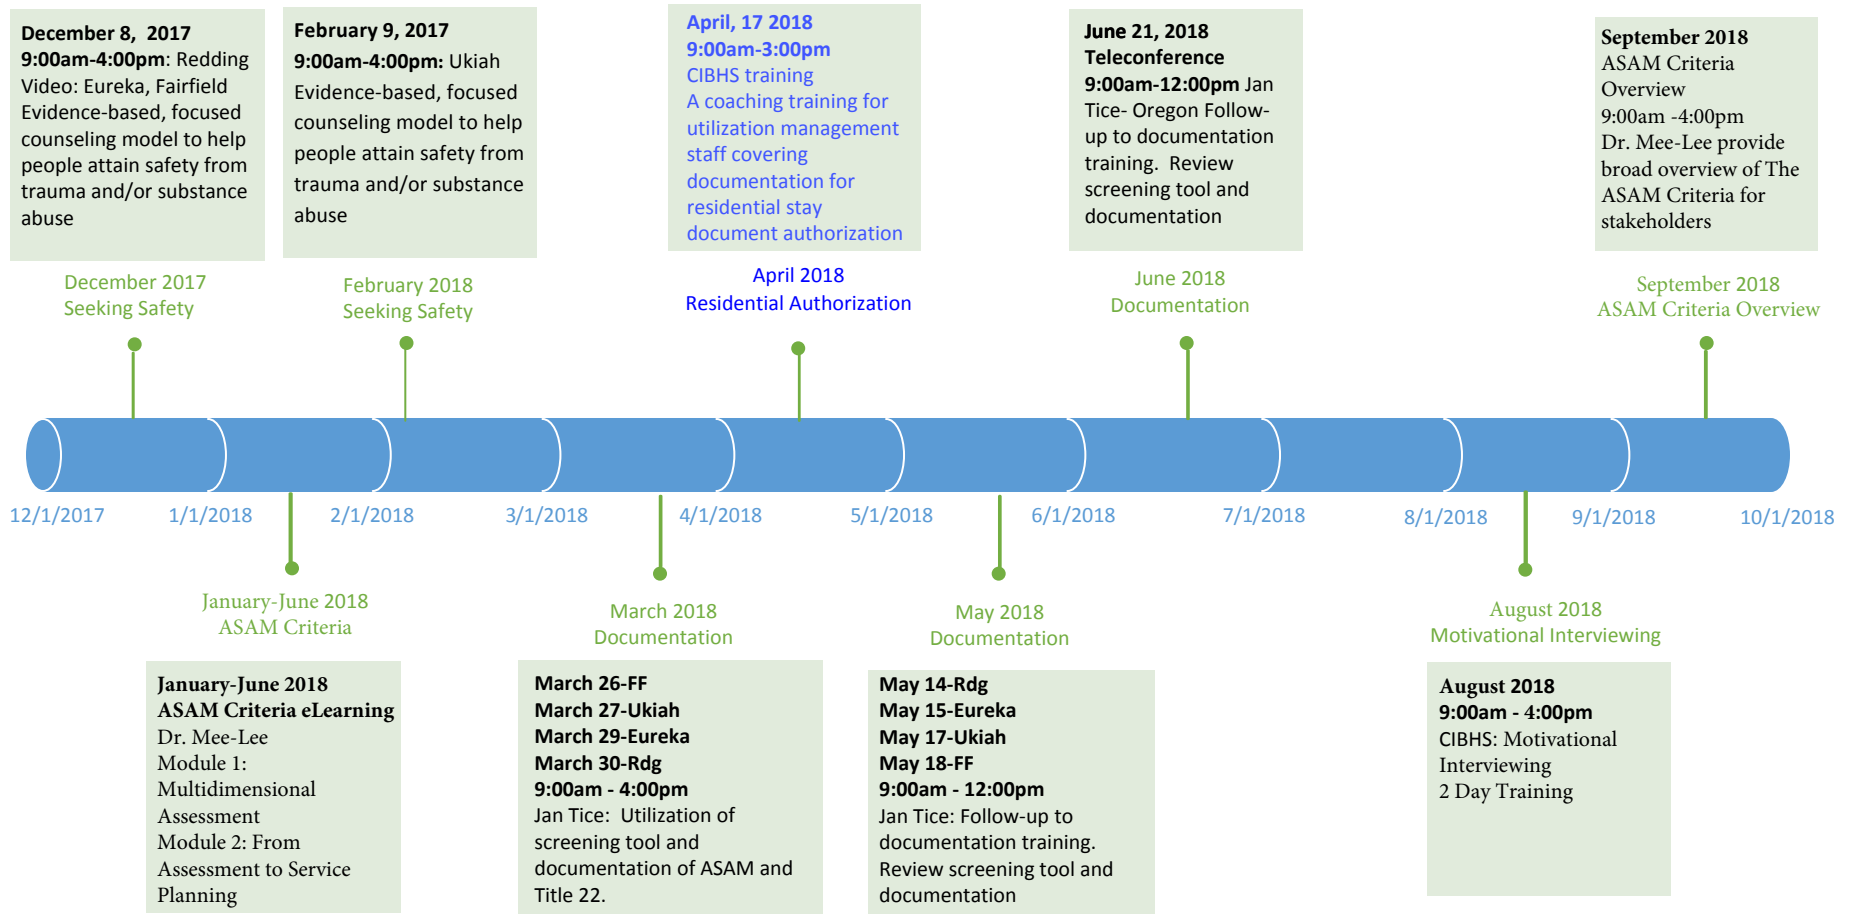 December 8,  2017
9:00am-4:00pm: Redding
Video: Eureka, Fairfield
Evidence-based, focused
counseling model to help
people attain safety from
trauma and/or substance
abuse
February 9, 2017
9:00am-4:00pm: Ukiah
Evidence-based, focused
counseling model to help
people attain safety from
trauma and/or substance
abuse
April, 17 2018
9:00am-3:00pm
CIBHS training
A coaching training for
utilization management
staff covering
documentation for
residential stay
document authorization
June 21, 2018
Teleconference
9:00am-12:00pm Jan
Tice- Oregon Follow-
up to documentation
training.  Review
screening tool and
documentation
September 2018
ASAM Criteria
Overview
9:00am -4:00pm
Dr. Mee-Lee provide
broad overview of The
ASAM Criteria for
stakeholders
December 2017
Seeking Safety
February 2018
Seeking Safety
April 2018
Residential Authorization
June 2018
Documentation
September 2018
ASAM Criteria Overview
12/1/2017
1/1/2018
2/1/2018
3/1/2018
4/1/2018
5/1/2018
6/1/2018
7/1/2018
8/1/2018
9/1/2018
10/1/2018
January-June 2018
ASAM Criteria
March 2018
Documentation
May 2018
Documentation
August 2018
Motivational Interviewing
January-June 2018
ASAM Criteria eLearning
Dr. Mee-Lee
Module 1:
Multidimensional
Assessment
Module 2: From
Assessment to Service
Planning
March 26-FF
March 27-Ukiah
March 29-Eureka
March 30-Rdg
9:00am - 4:00pm
Jan Tice:  Utilization of
screening tool and
documentation of ASAM and
Title 22.
May 14-Rdg
May 15-Eureka
May 17-Ukiah
May 18-FF
9:00am - 12:00pm
Jan Tice: Follow-up to
documentation training.
Review screening tool and
documentation
August 2018
9:00am - 4:00pm
CIBHS: Motivational
Interviewing
2 Day Training